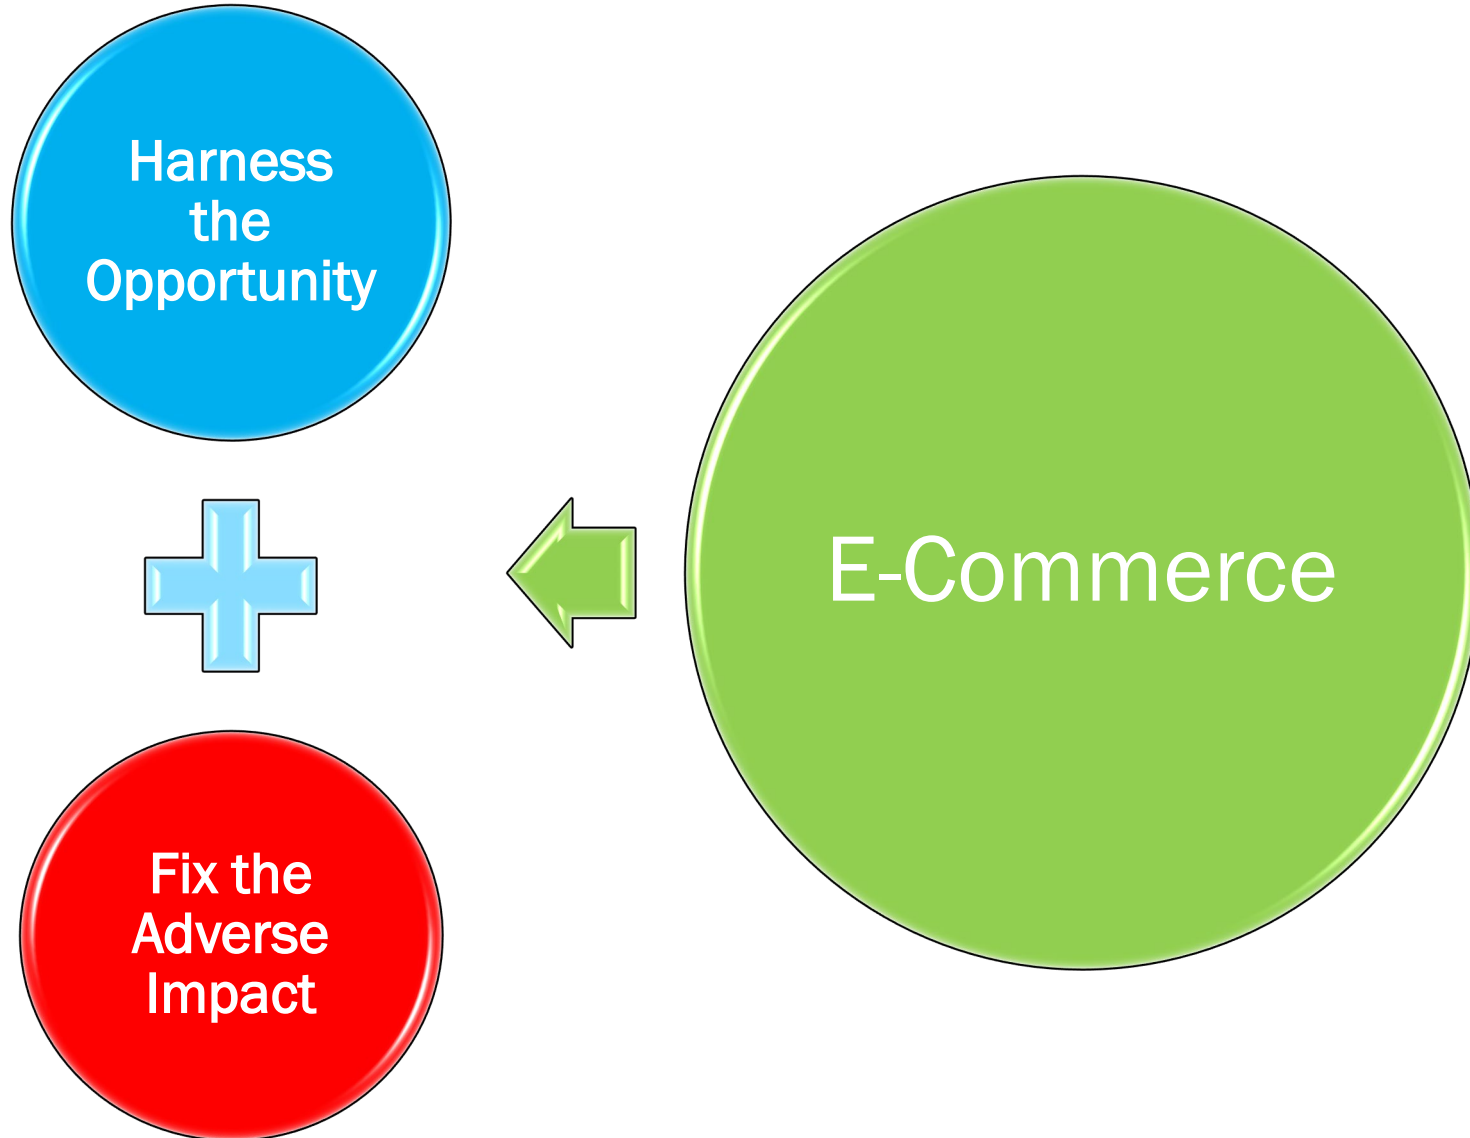 Harness
the
Opportunity
Fix the
Adverse
Impact
E-Commerce